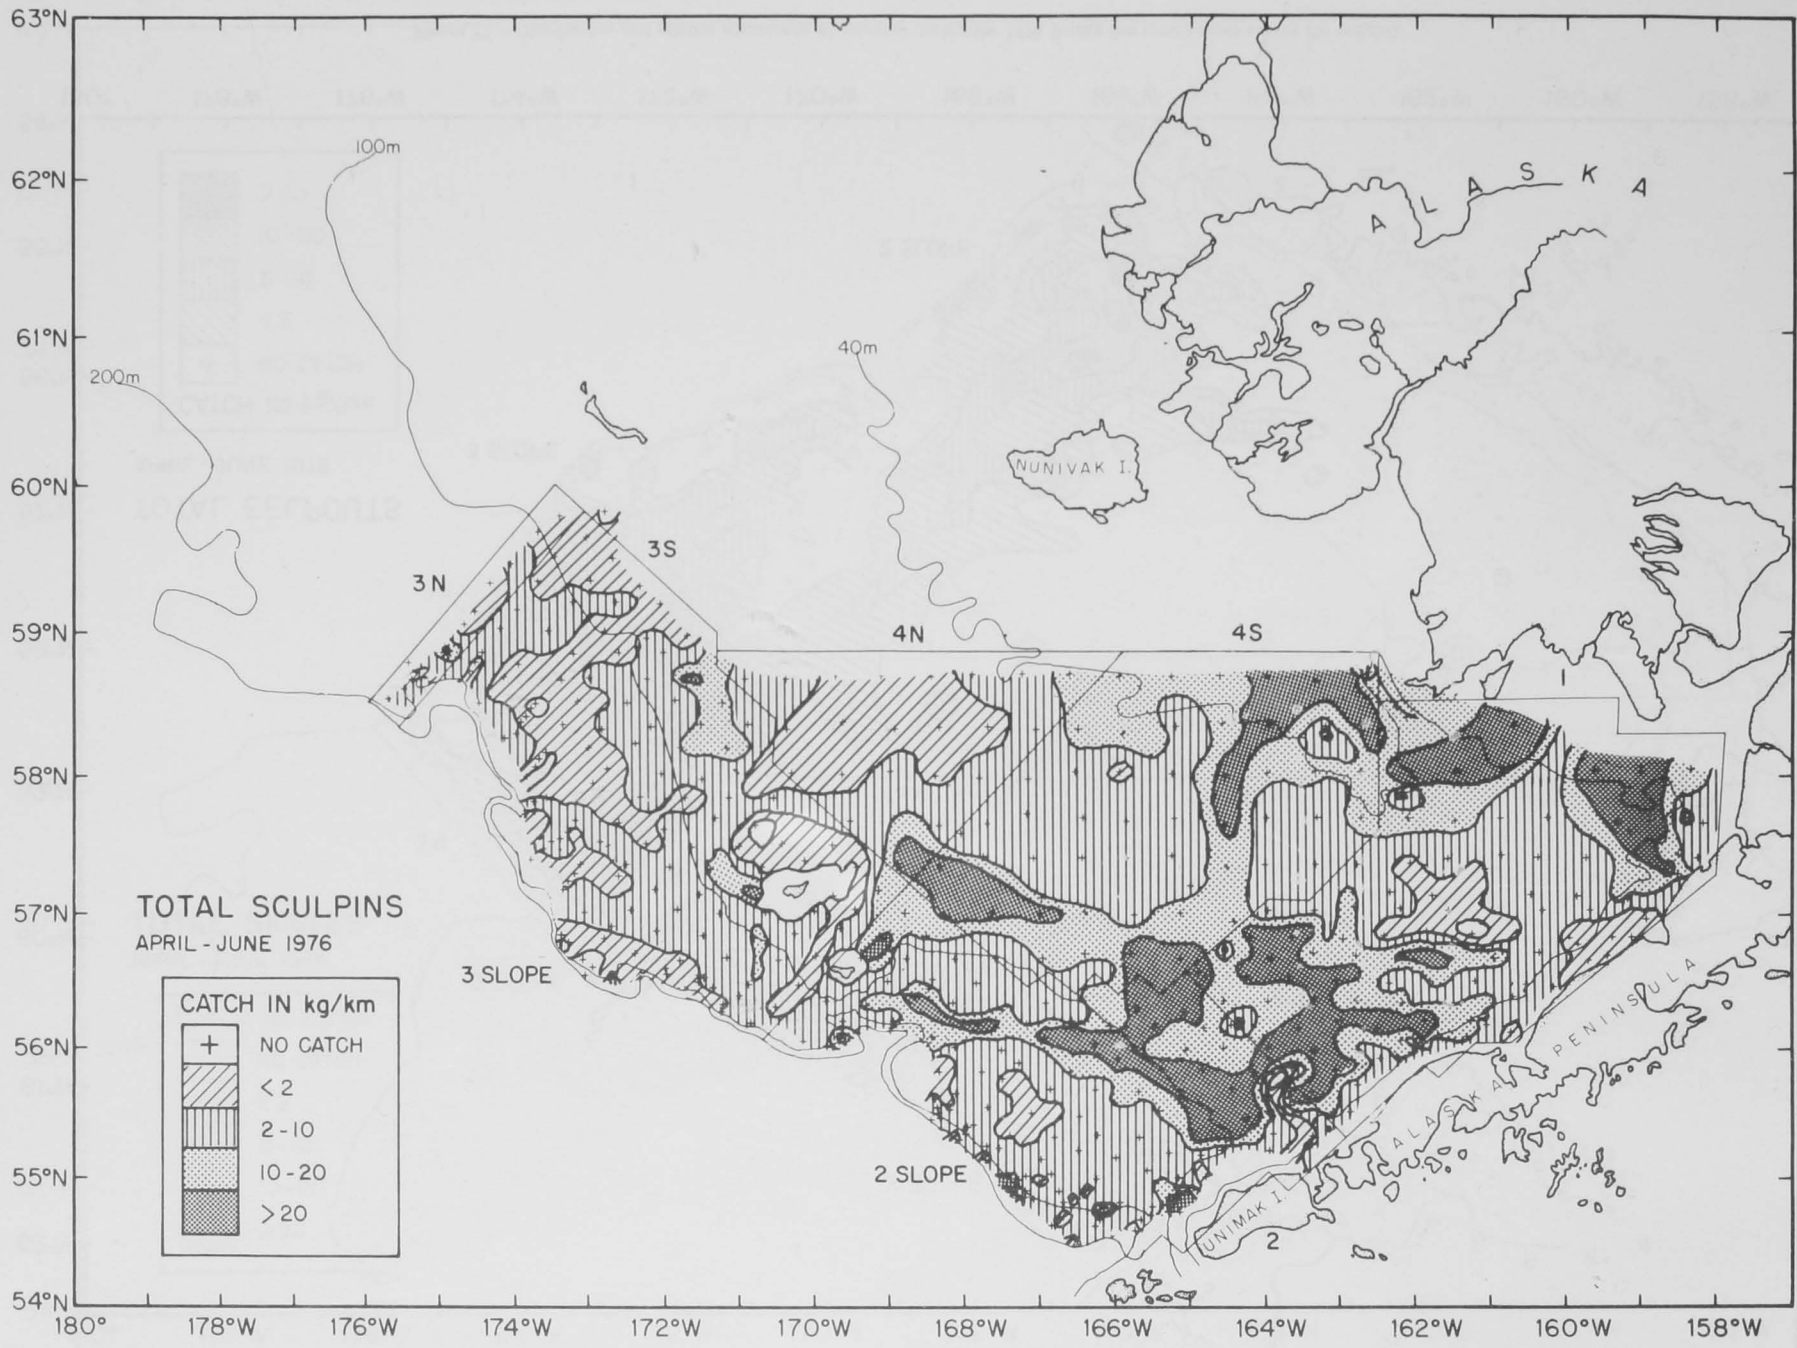 63°N
62°N
61°N
60°N
59°N
58°N
57°N
56°N
55°N
54°N
180°
178°W
176°W
174°W
172°W
170°W
168°W
166°W
164°W
162°W
160°W
158°W
100m
200m
40m
ALASKA
NUNIVAK I.
3N
3S
4N
4S
1
3 SLOPE
2 SLOPE
2
UNIMAK I.
ALASKA PENINSULA
TOTAL SCULPINS
APRIL - JUNE 1976
CATCH IN kg/km
+ NO CATCH
< 2
2 - 10
10 - 20
> 20